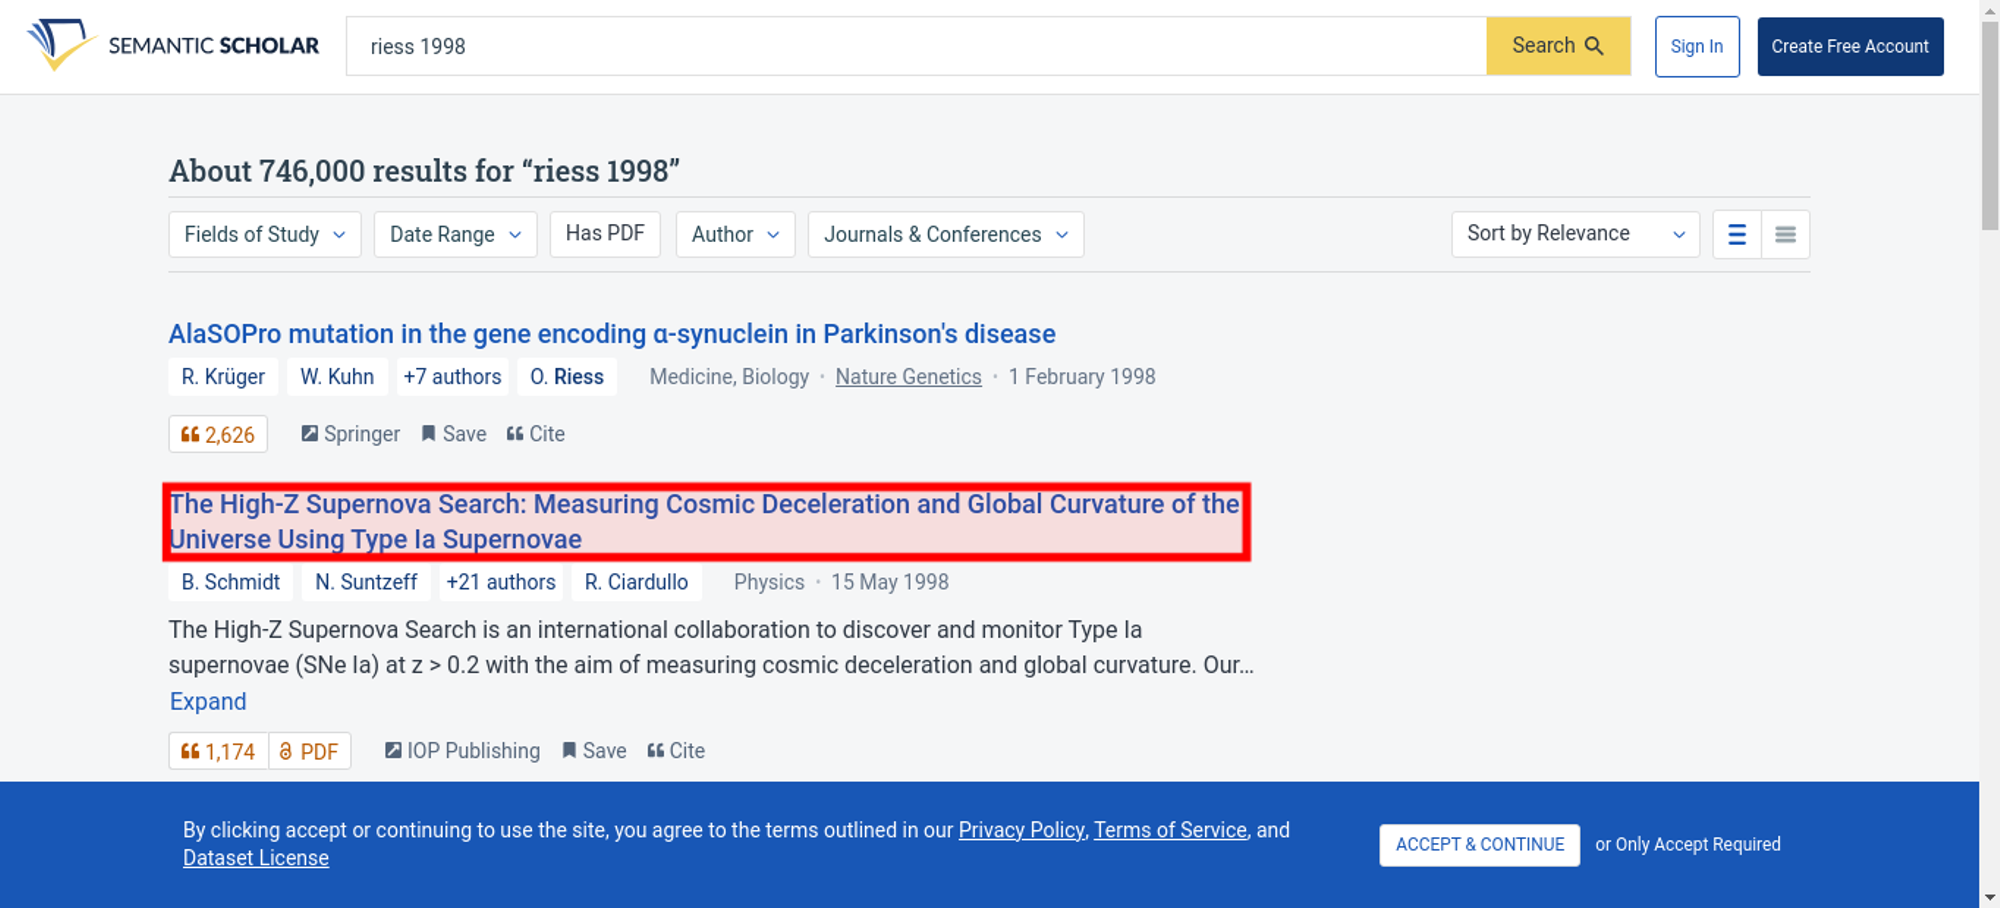 SEMANTIC SCHOLAR
riess 1998
Search
Sign In
Create Free Account
About 746,000 results for “riess 1998”
Fields of Study
Date Range
Has PDF
Author
Journals & Conferences
Sort by Relevance
AlaSOPro mutation in the gene encoding α-synuclein in Parkinson's disease
R. Krüger W. Kuhn +7 authors O. Riess Medicine, Biology · Nature Genetics · 1 February 1998
2,626 Springer Save Cite
The High-Z Supernova Search: Measuring Cosmic Deceleration and Global Curvature of the
Universe Using Type Ia Supernovae
B. Schmidt N. Suntzeff +21 authors R. Ciardullo Physics · 15 May 1998
The High-Z Supernova Search is an international collaboration to discover and monitor Type Ia
supernovae (SNe Ia) at z > 0.2 with the aim of measuring cosmic deceleration and global curvature. Our…
Expand
1,174 PDF IOP Publishing Save Cite
By clicking accept or continuing to use the site, you agree to the terms outlined in our Privacy Policy, Terms of Service, and
Dataset License
ACCEPT & CONTINUE
or Only Accept Required